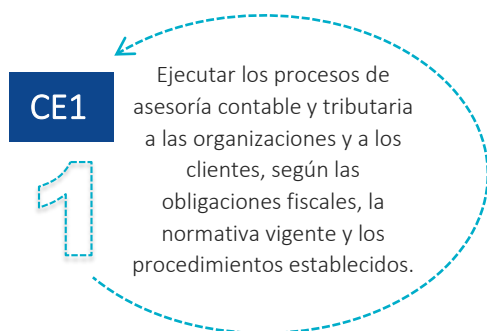 CE1
1
Ejecutar los procesos de
asesoría contable y tributaria
a las organizaciones y a los
clientes, según las
obligaciones fiscales, la
normativa vigente y los
procedimientos establecidos.